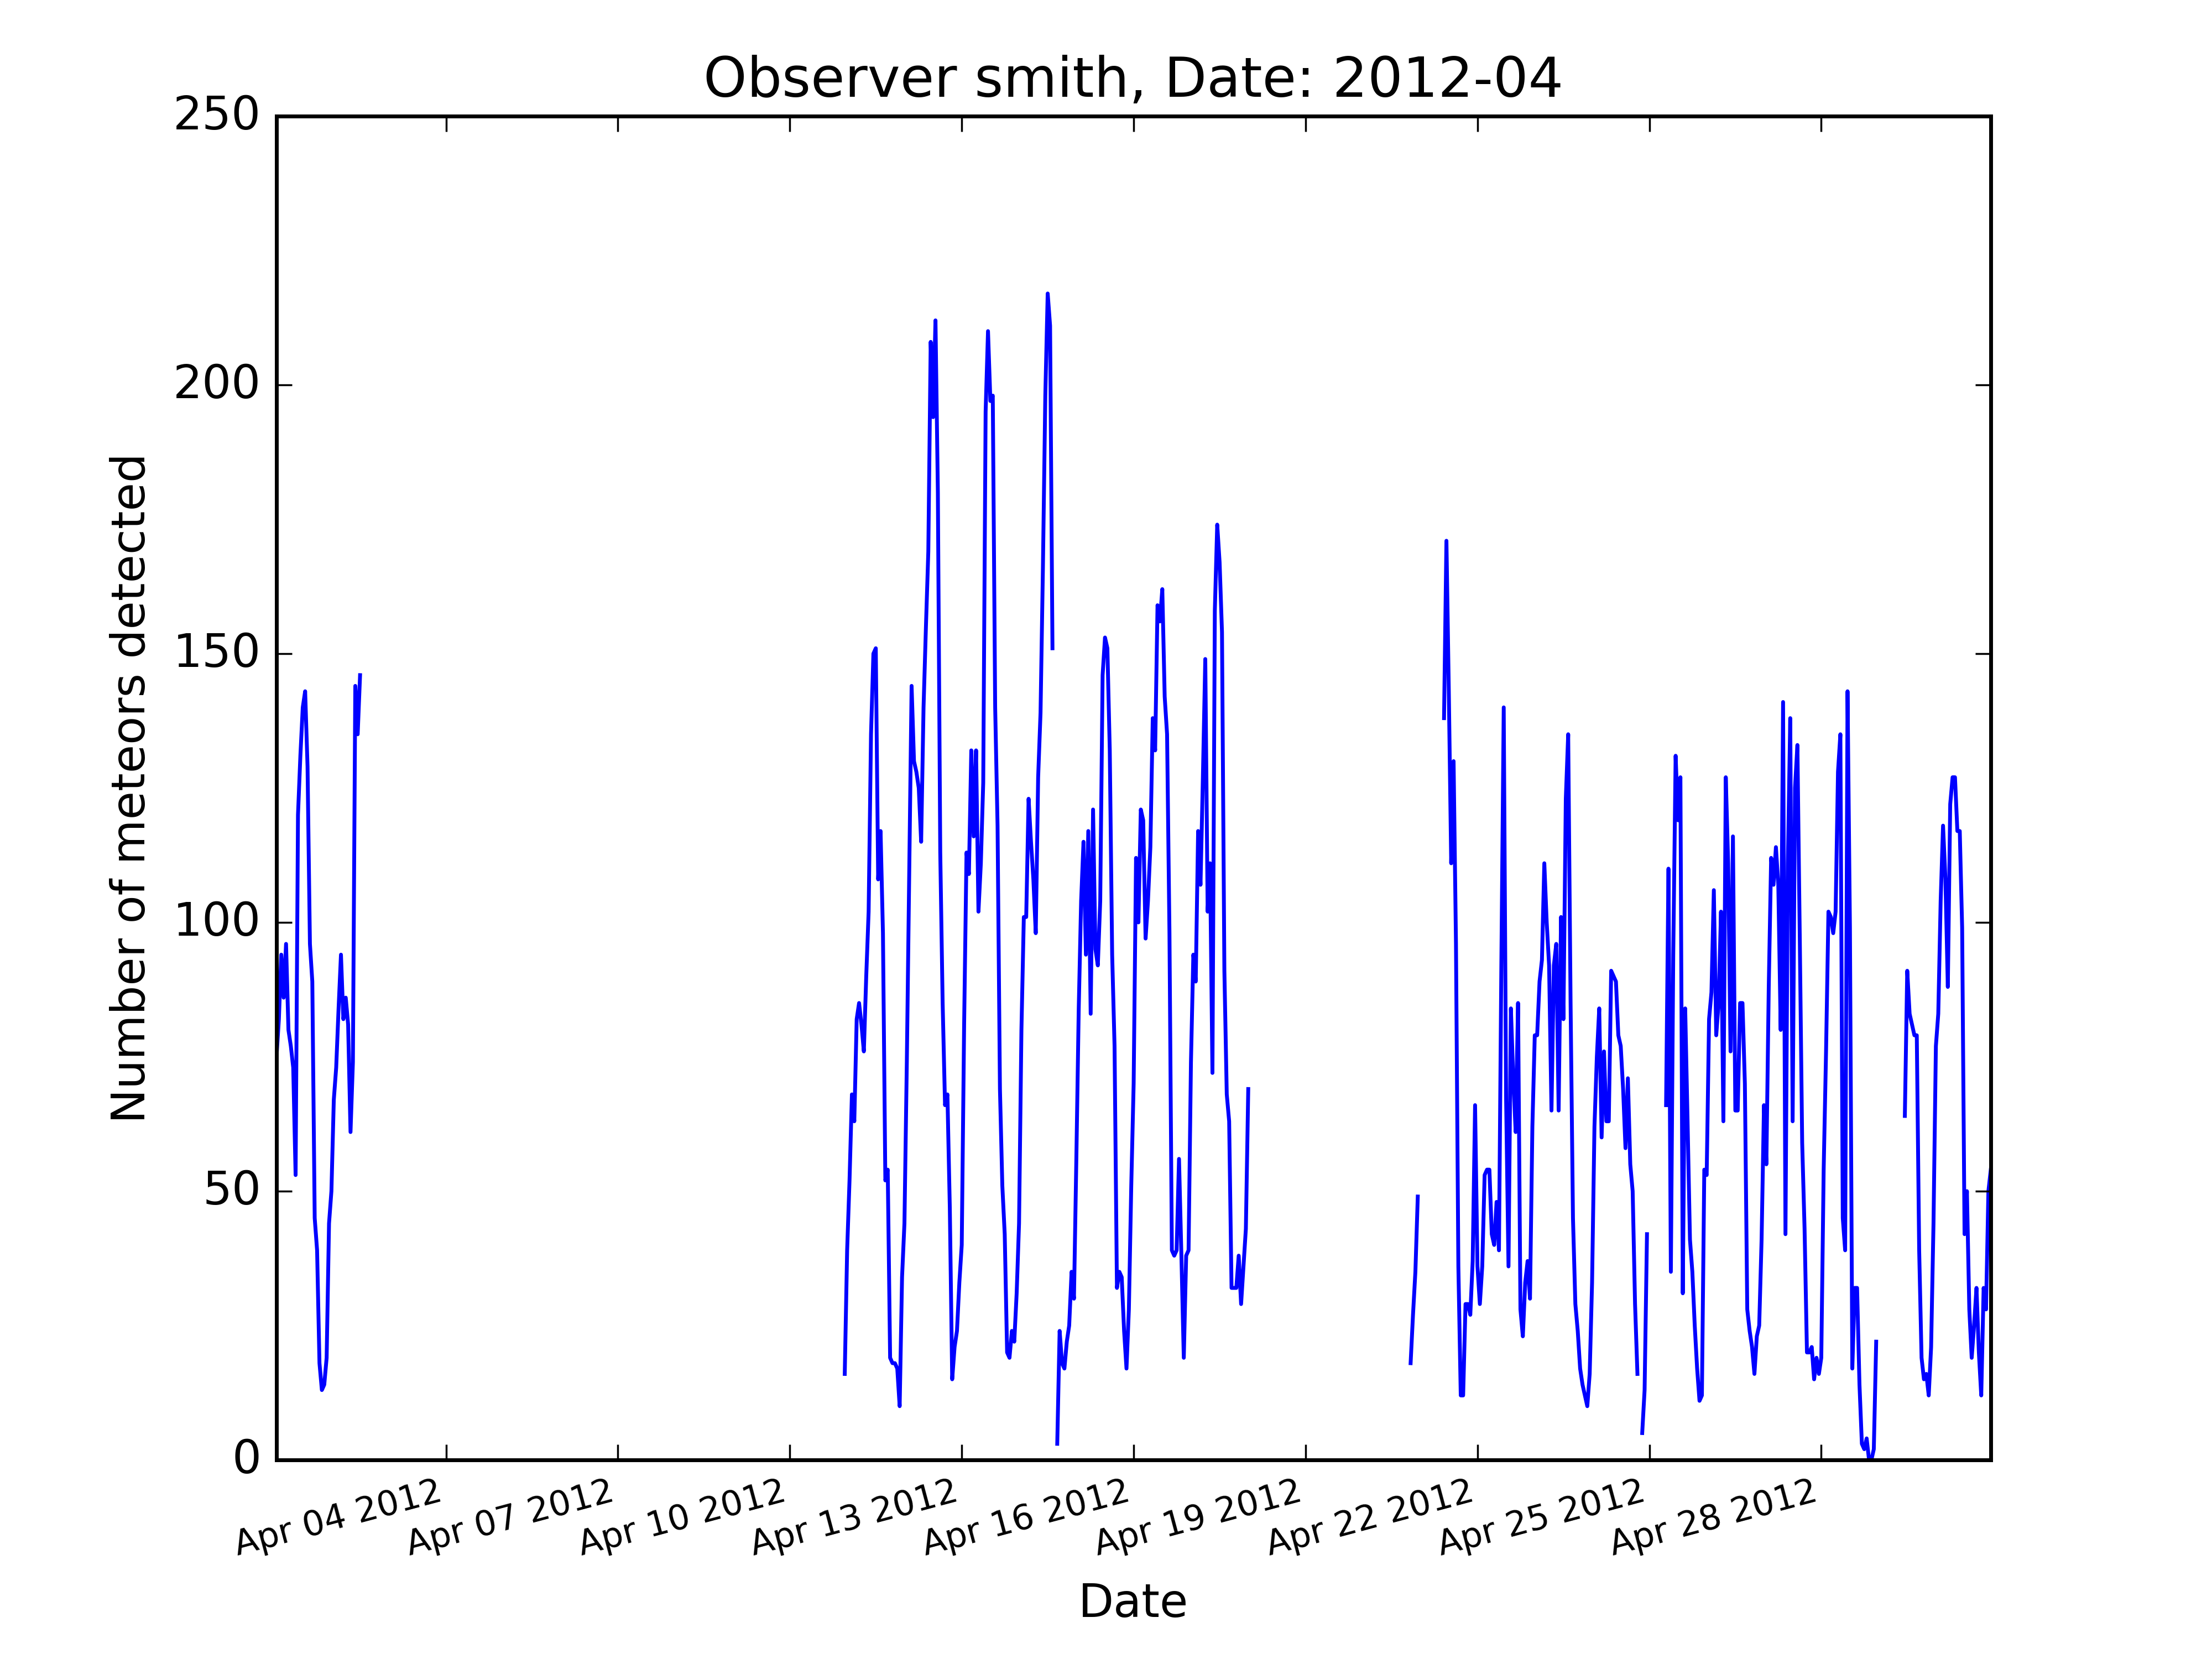 Observer smith, Date: 2012-04
250
200
150
100
50
0
Number of meteors detected
Apr 04 2012
Apr 07 2012
Apr 10 2012
Apr 13 2012
Apr 16 2012
Apr 19 2012
Apr 22 2012
Apr 25 2012
Apr 28 2012
Date